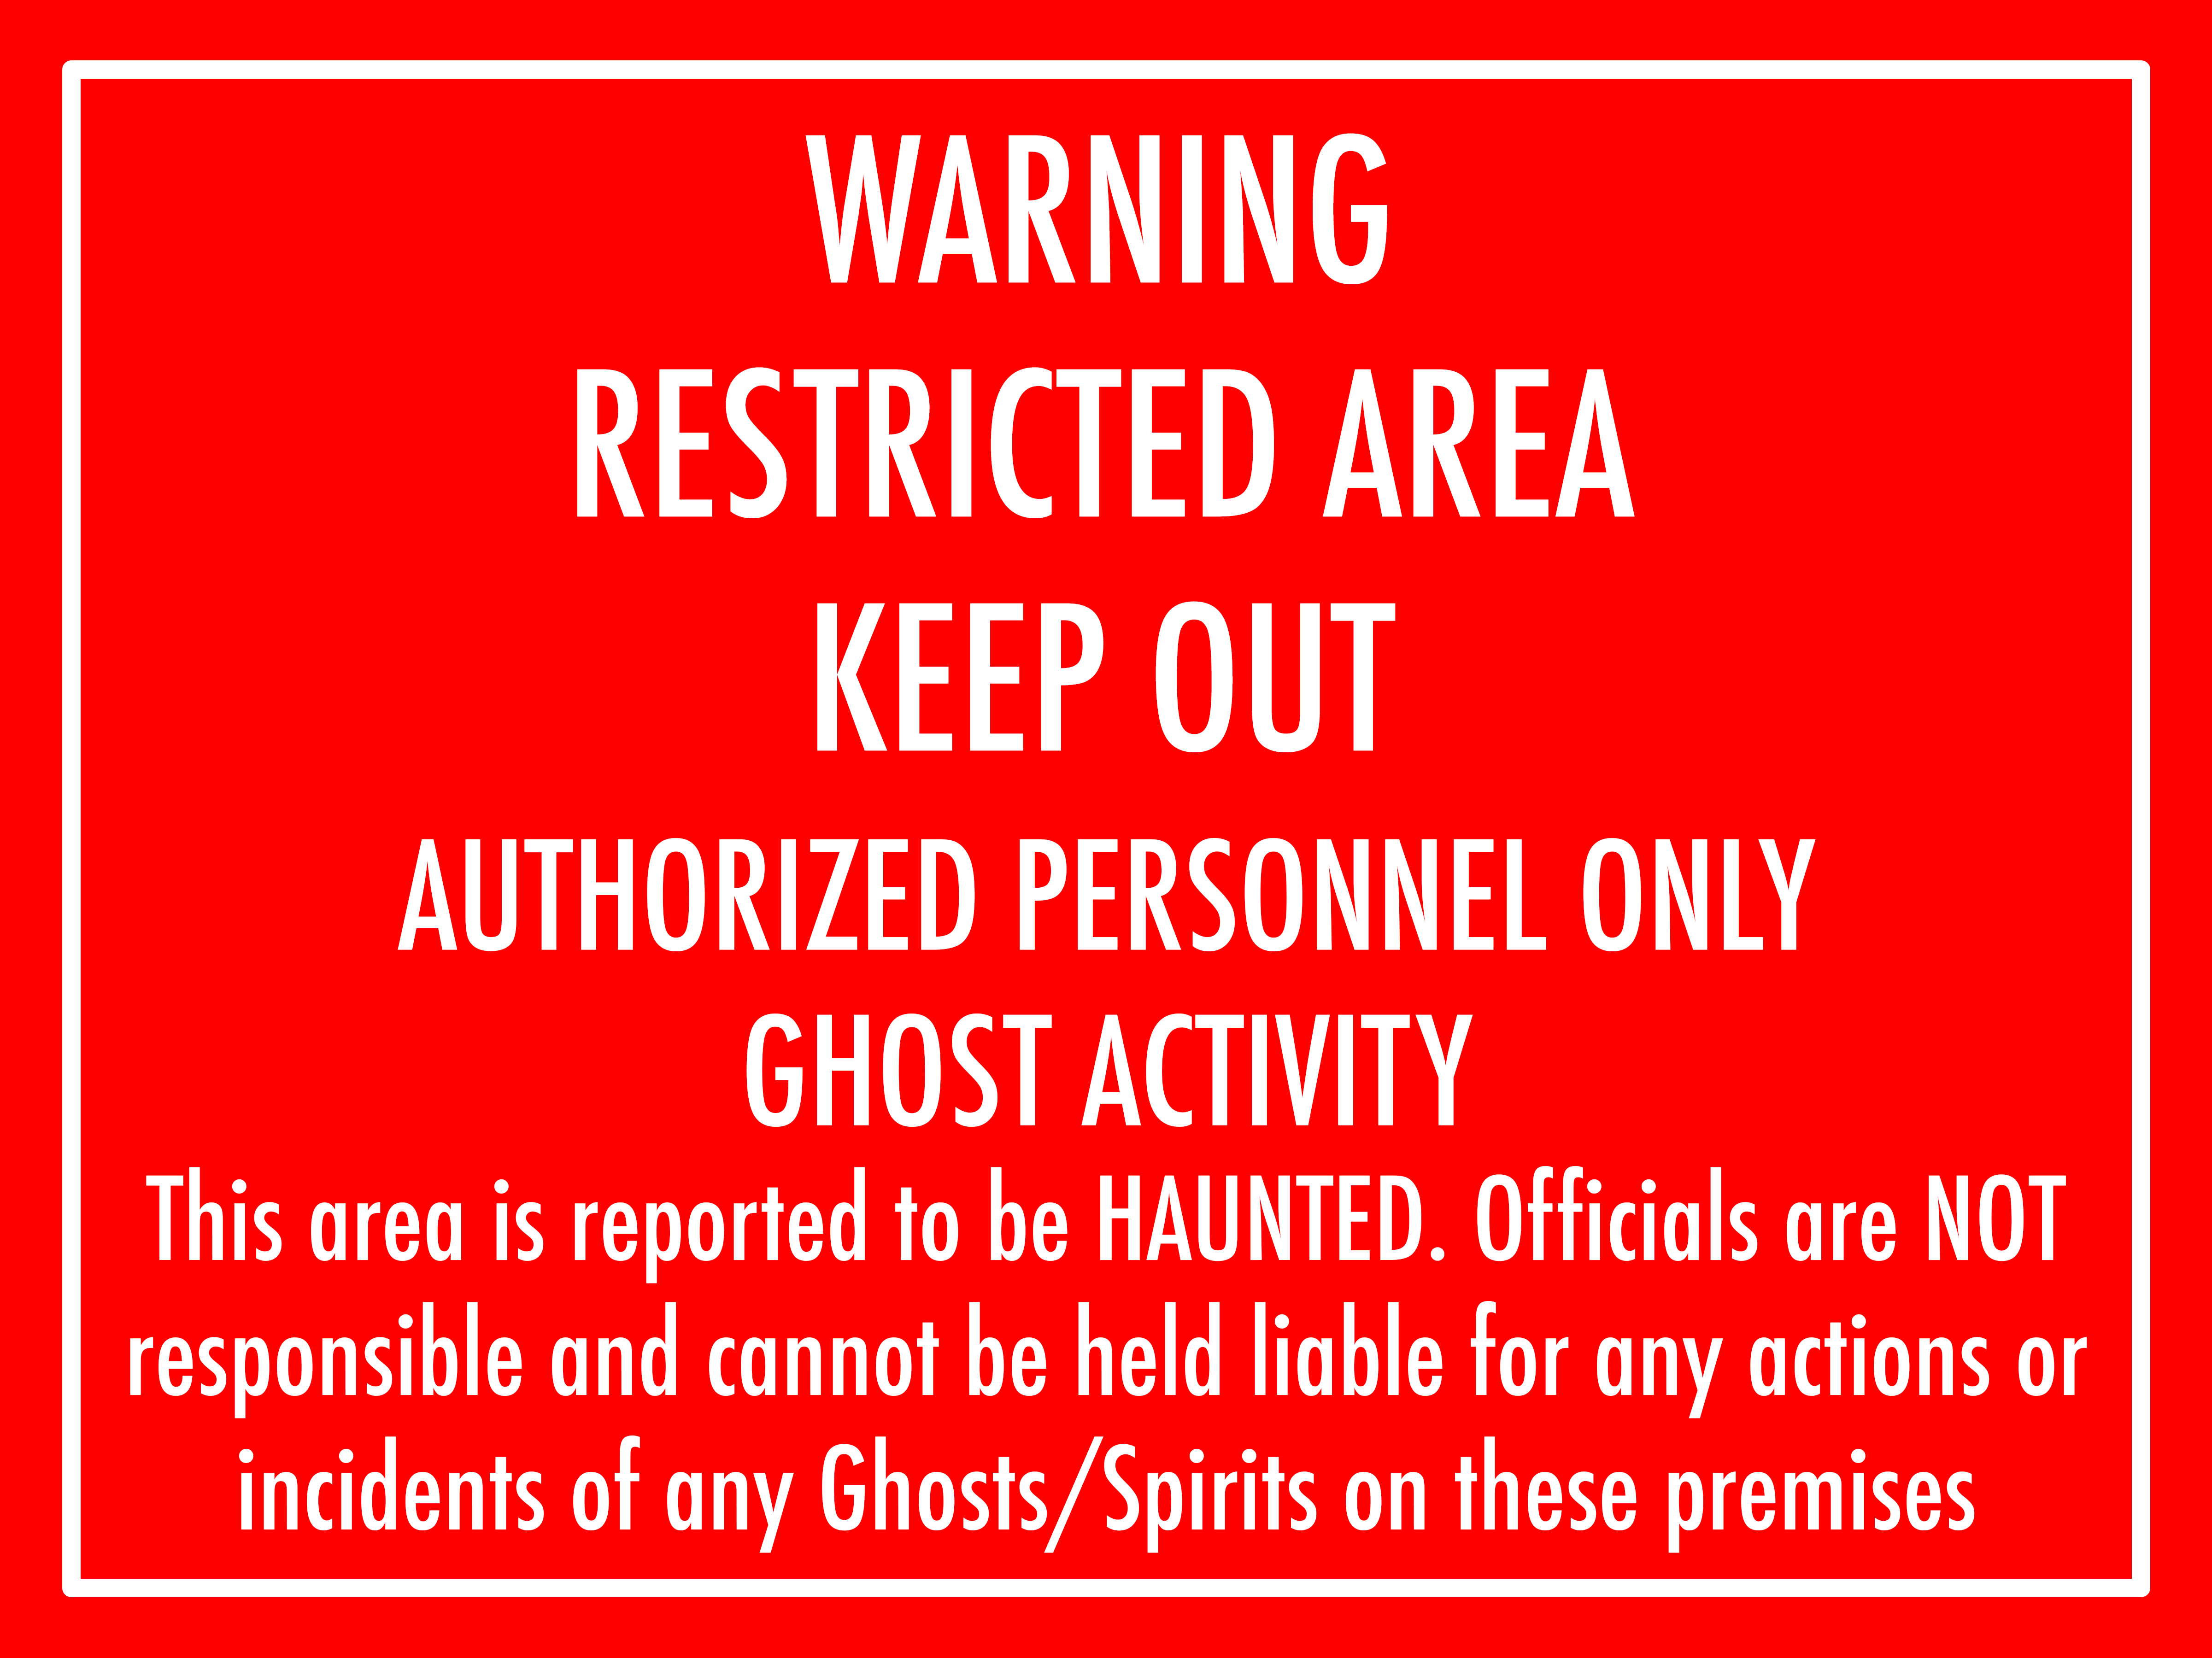 WARNING
RESTRICTED AREA
KEEP OUT
AUTHORIZED PERSONNEL ONLY
GHOST ACTIVITY
This area is reported to be HAUNTED. Officials are NOT
responsible and cannot be held liable for any actions or
incidents of any Ghosts/Spirits on these premises